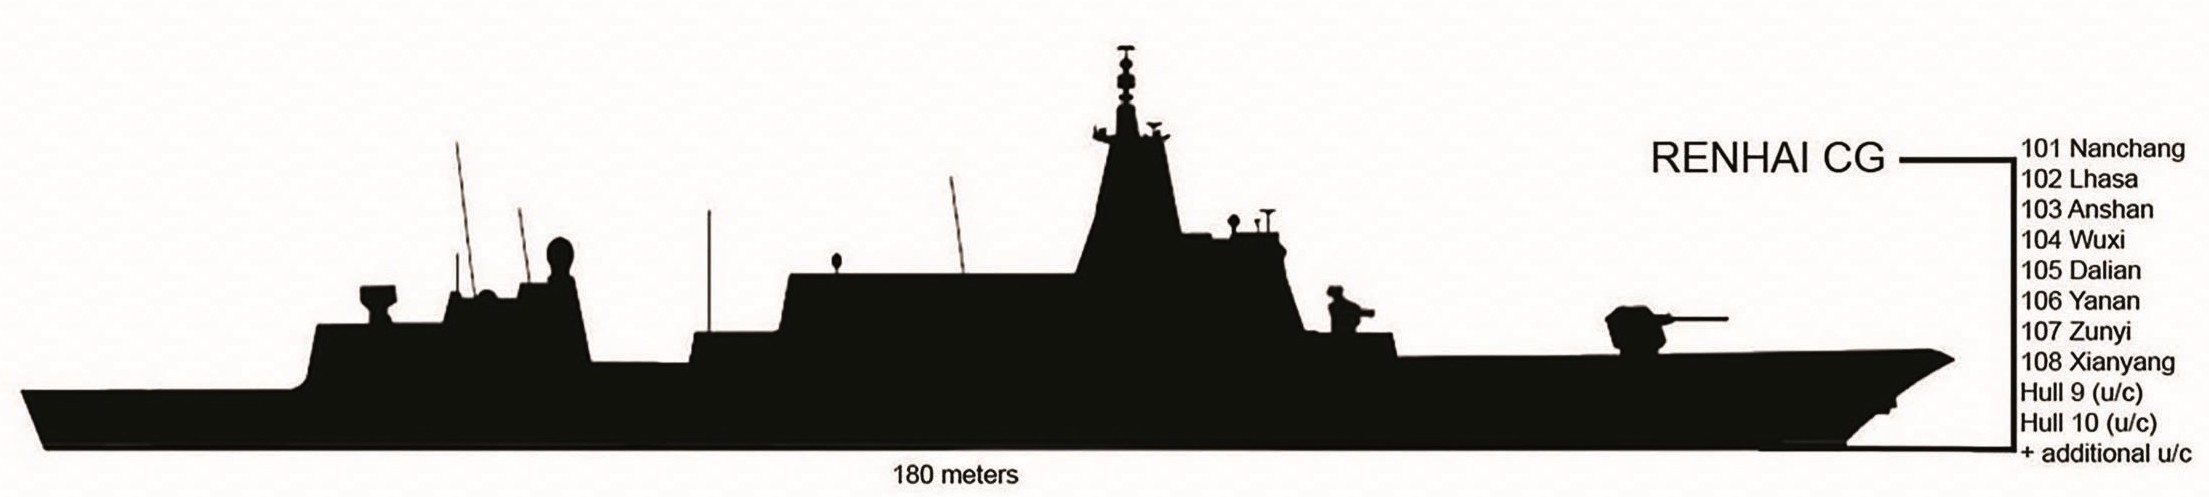 RENHAI CG
101 Nanchang
102 Lhasa
103 Anshan
104 Wuxi
105 Dalian
106 Yanan
107 Zunyi
108 Xianyang
Hull 9 (u/c)
Hull 10 (u/c)
+ additional u/c
180 meters